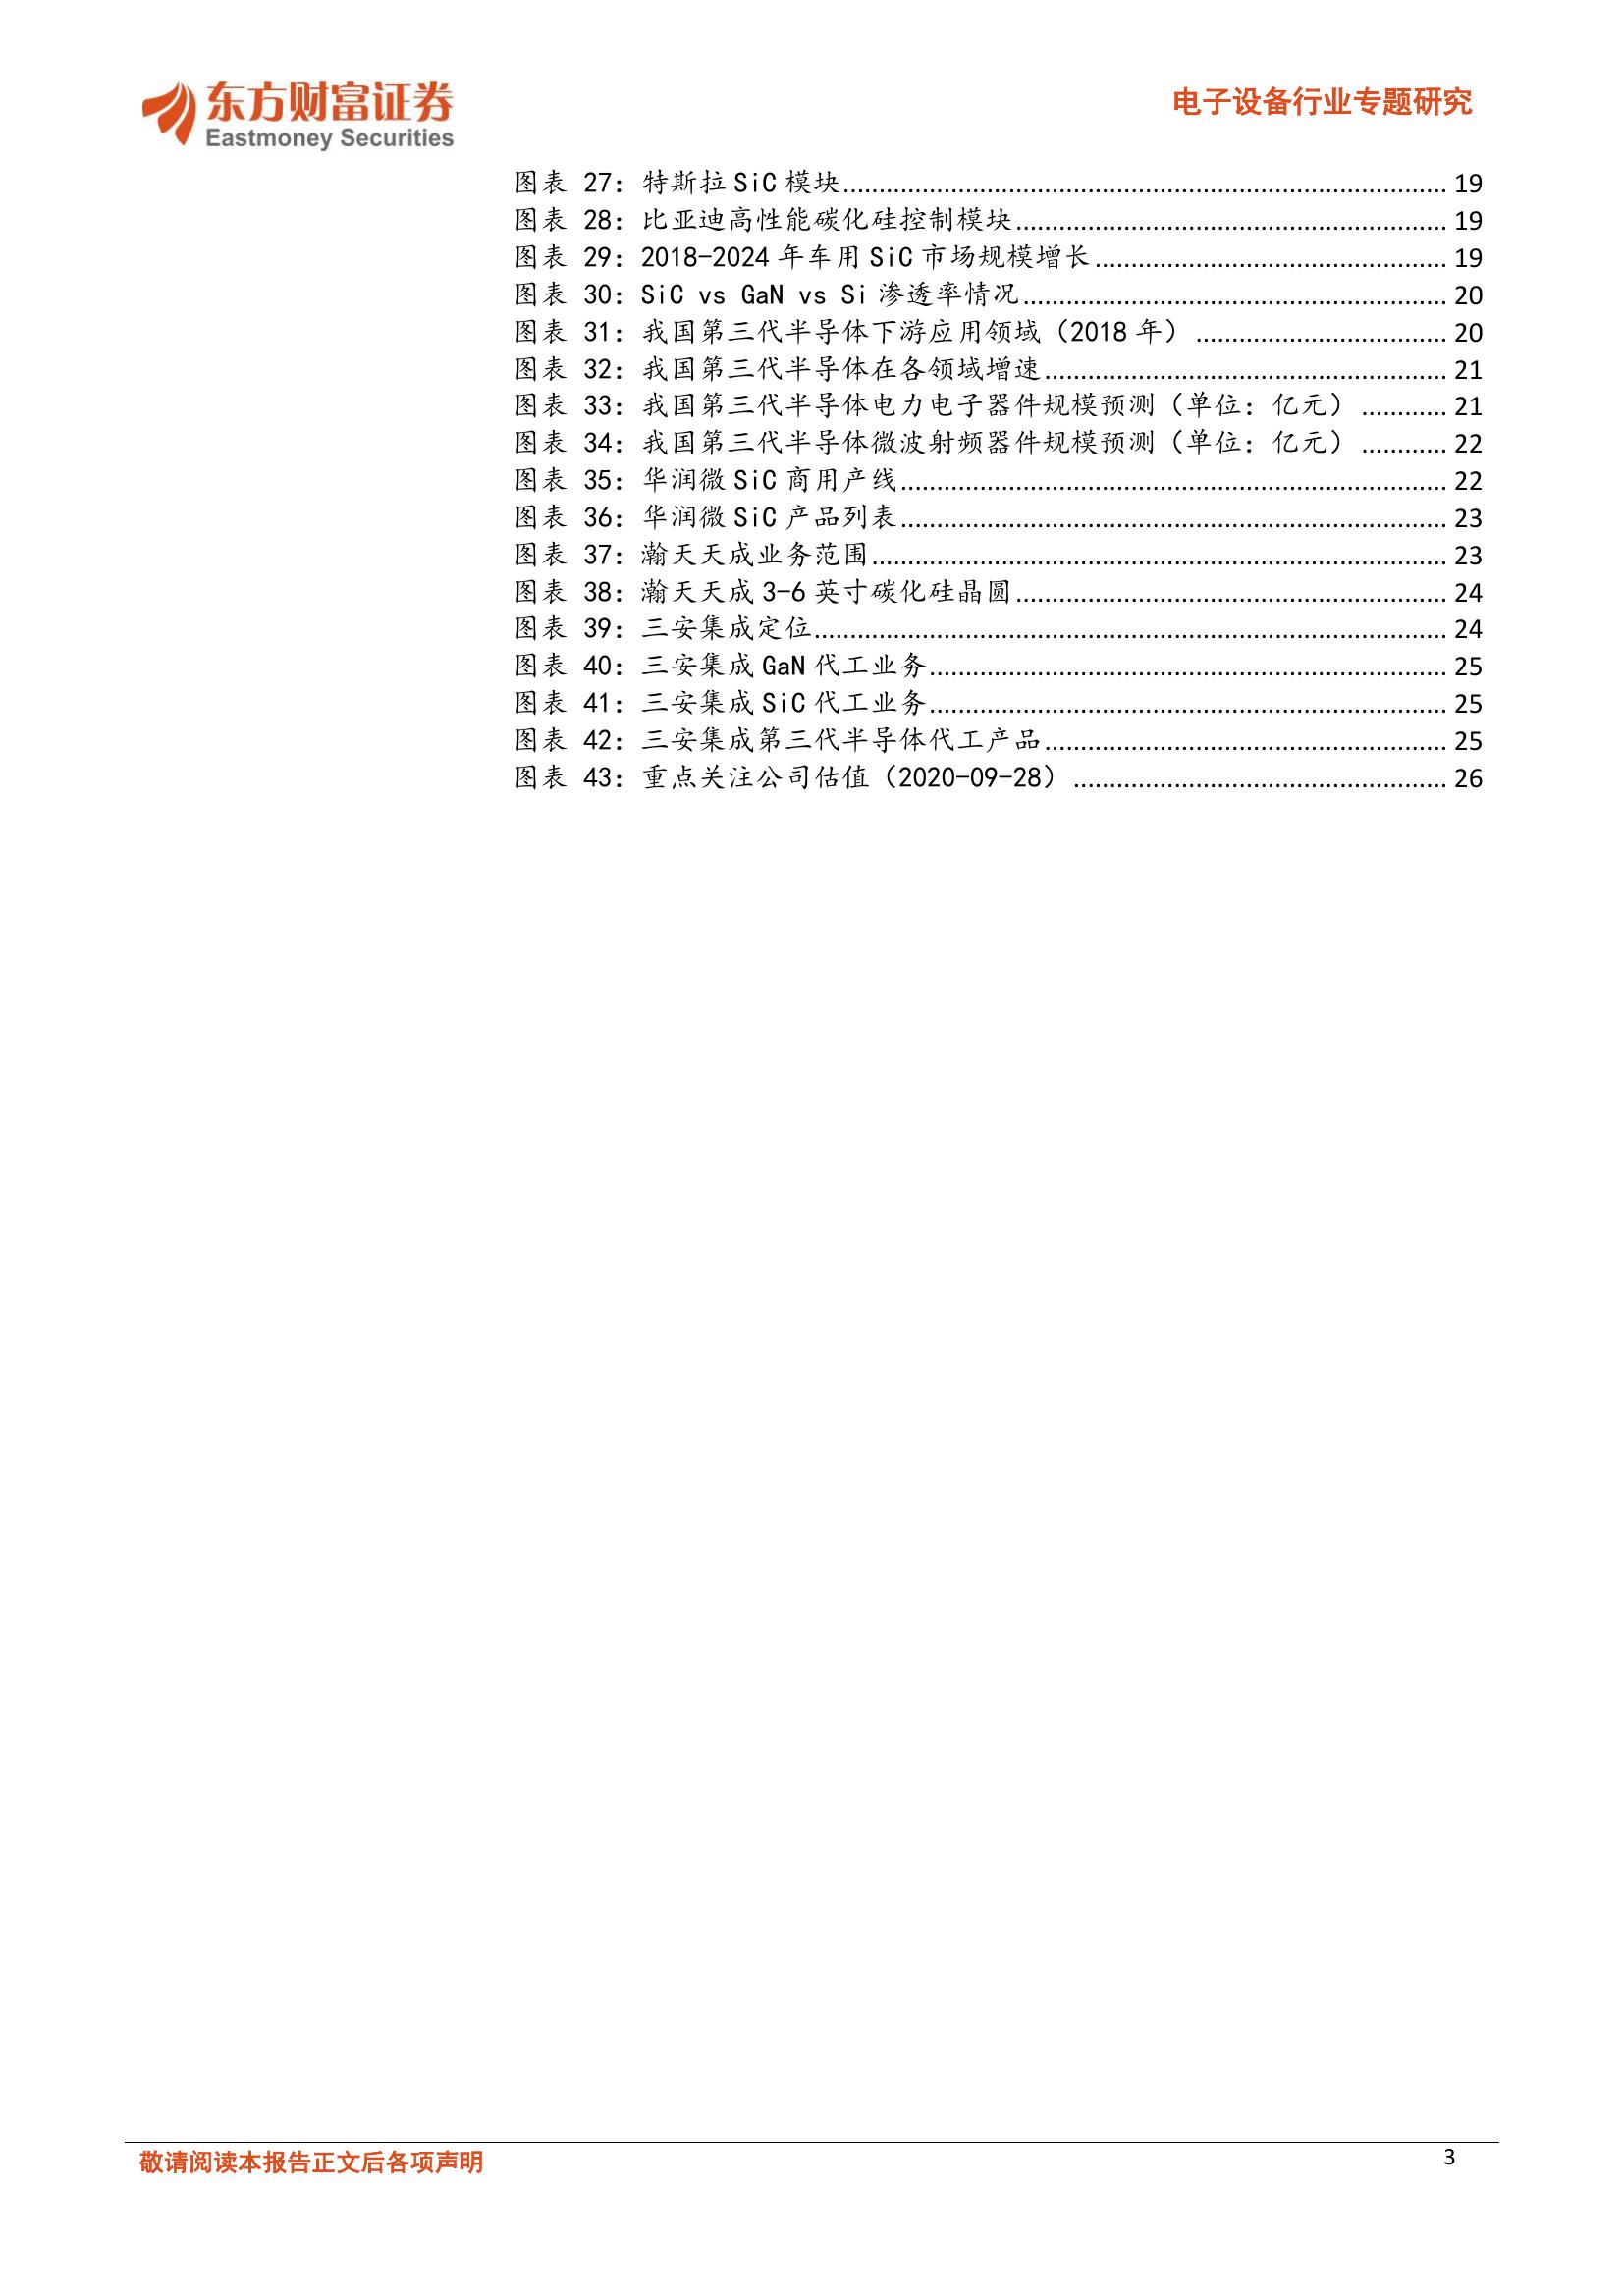 东方财富证券
Eastmoney Securities
电子设备行业专题研究
图表 27：特斯拉 SiC 模块 19
图表 28：比亚迪高性能碳化硅控制模块 19
图表 29：2018-2024 年车用 SiC 市场规模增长 19
图表 30：SiC vs GaN vs Si 渗透率情况 20
图表 31：我国第三代半导体下游应用领域（2018 年） 20
图表 32：我国第三代半导体在各领域增速 21
图表 33：我国第三代半导体电力电子器件规模预测（单位：亿元） 21
图表 34：我国第三代半导体微波射频器件规模预测（单位：亿元） 22
图表 35：华润微 SiC 商用产线 22
图表 36：华润微 SiC 产品列表 23
图表 37：瀚天天成业务范围 23
图表 38：瀚天天成 3-6 英寸碳化硅晶圆 24
图表 39：三安集成定位 24
图表 40：三安集成 GaN 代工业务 25
图表 41：三安集成 SiC 代工业务 25
图表 42：三安集成第三代半导体代工产品 25
图表 43：重点关注公司估值（2020-09-28） 26
敬请阅读本报告正文后各项声明
3